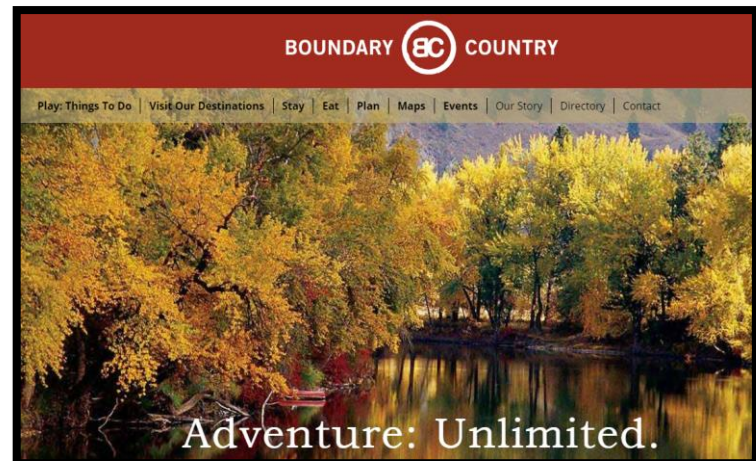 BOUNDARY BC COUNTRY
Play: Things To Do | Visit Our Destinations | Stay | Eat | Plan | Maps | Events | Our Story | Directory | Contact
Adventure: Unlimited.